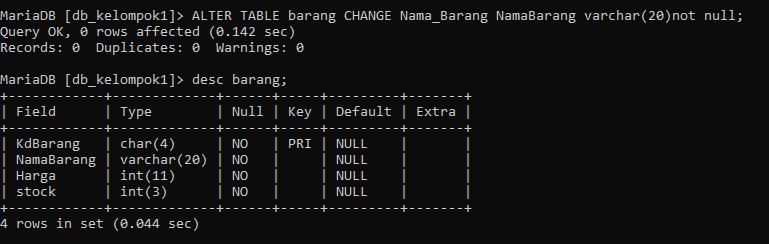 MariaDB [db_kelompok1]> ALTER TABLE barang CHANGE Nama_Barang NamaBarang varchar(20)not null;
Query OK, 0 rows affected (0.142 sec)
Records: 0  Duplicates: 0  Warnings: 0

MariaDB [db_kelompok1]> desc barang;
+------------+-------------+------+-----+---------+-------+
| Field      | Type        | Null | Key | Default | Extra |
+------------+-------------+------+-----+---------+-------+
| KdBarang   | char(4)     | NO   | PRI | NULL    |       |
| NamaBarang | varchar(20) | NO   |     | NULL    |       |
| Harga      | int(11)     | NO   |     | NULL    |       |
| stock      | int(3)      | NO   |     | NULL    |       |
+------------+-------------+------+-----+---------+-------+
4 rows in set (0.044 sec)